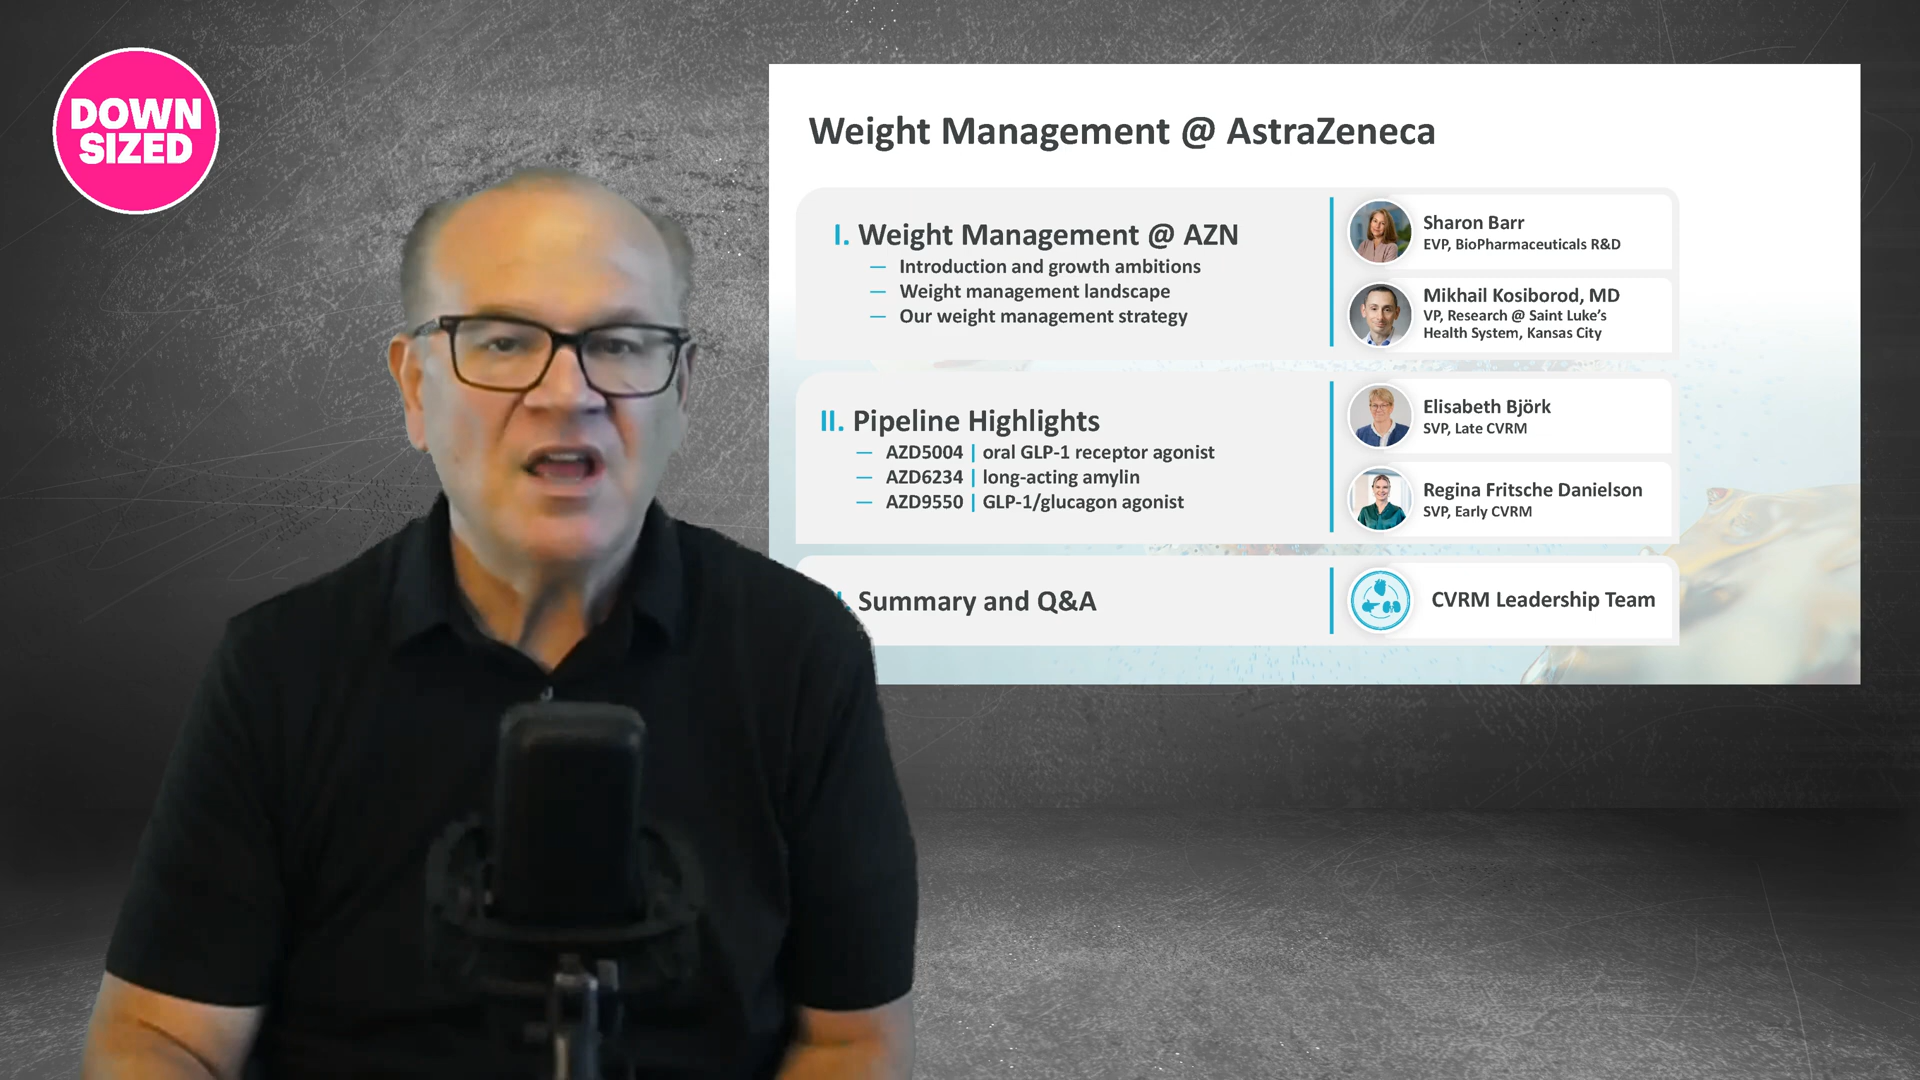 DOWN
SIZED
Weight Management @ AstraZeneca
I. Weight Management @ AZN
— Introduction and growth ambitions
— Weight management landscape
— Our weight management strategy
Sharon Barr
EVP, BioPharmaceuticals R&D
Mikhail Kosiborod, MD
VP, Research @ Saint Luke's
Health System, Kansas City
II. Pipeline Highlights
— AZD5004 | oral GLP-1 receptor agonist
— AZD6234 | long-acting amylin
— AZD9550 | GLP-1/glucagon agonist
Elisabeth Björk
SVP, Late CVRM
Regina Fritsche Danielson
SVP, Early CVRM
Summary and Q&A
CVRM Leadership Team